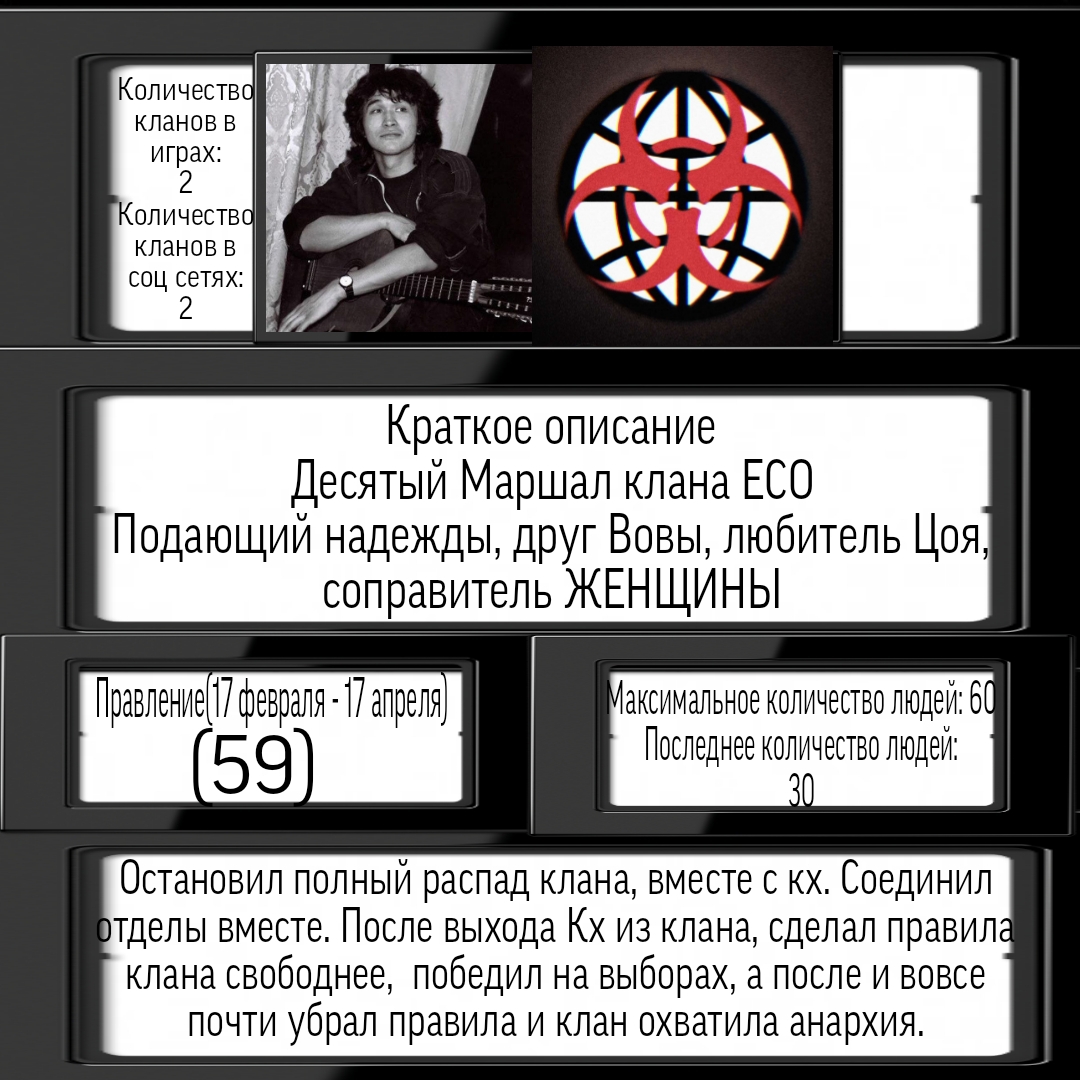 Количество
кланов в
играх:
2
Количество
кланов в
соц сетях:
2
Краткое описание
Десятый Маршал клана ECO
Подающий надежды, друг Вовы, любитель Цоя,
соправитель ЖЕНЩИНЫ
Правление(17 февраля - 17 апреля)
(59)
Максимальное количество людей: 60
Последнее количество людей:
30
Остановил полный распад клана, вместе с кх. Соединил
отделы вместе. После выхода Кх из клана, сделал правила
клана свободнее, победил на выборах, а после и вовсе
почти убрал правила и клан охватила анархия.